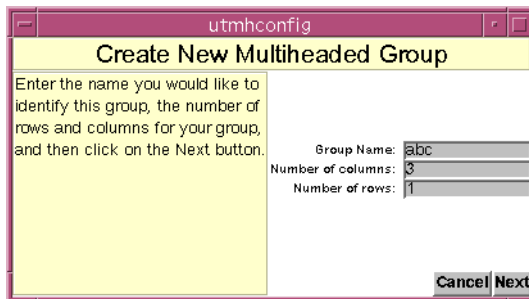 utmhconfig
Create New Multiheaded Group
Enter the name you would like to
identify this group, the number of
rows and columns for your group,
and then click on the Next button.
Group Name: abc
Number of columns: 3
Number of rows: 1
Cancel Next